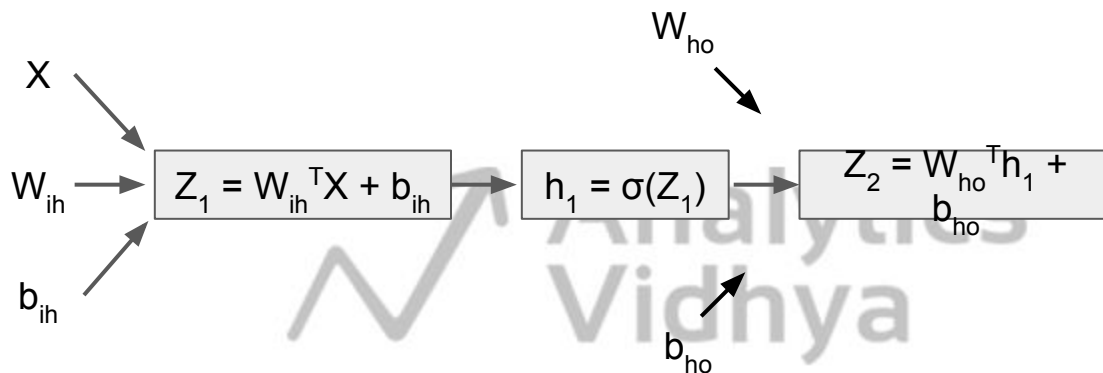 W_ho
X
W_ih
Z_1 = W_ih^T X + b_ih
h_1 = σ(Z_1)
Z_2 = W_ho^T h_1 +
b_ho
Analytics
Vidhya
b_ih
b_ho